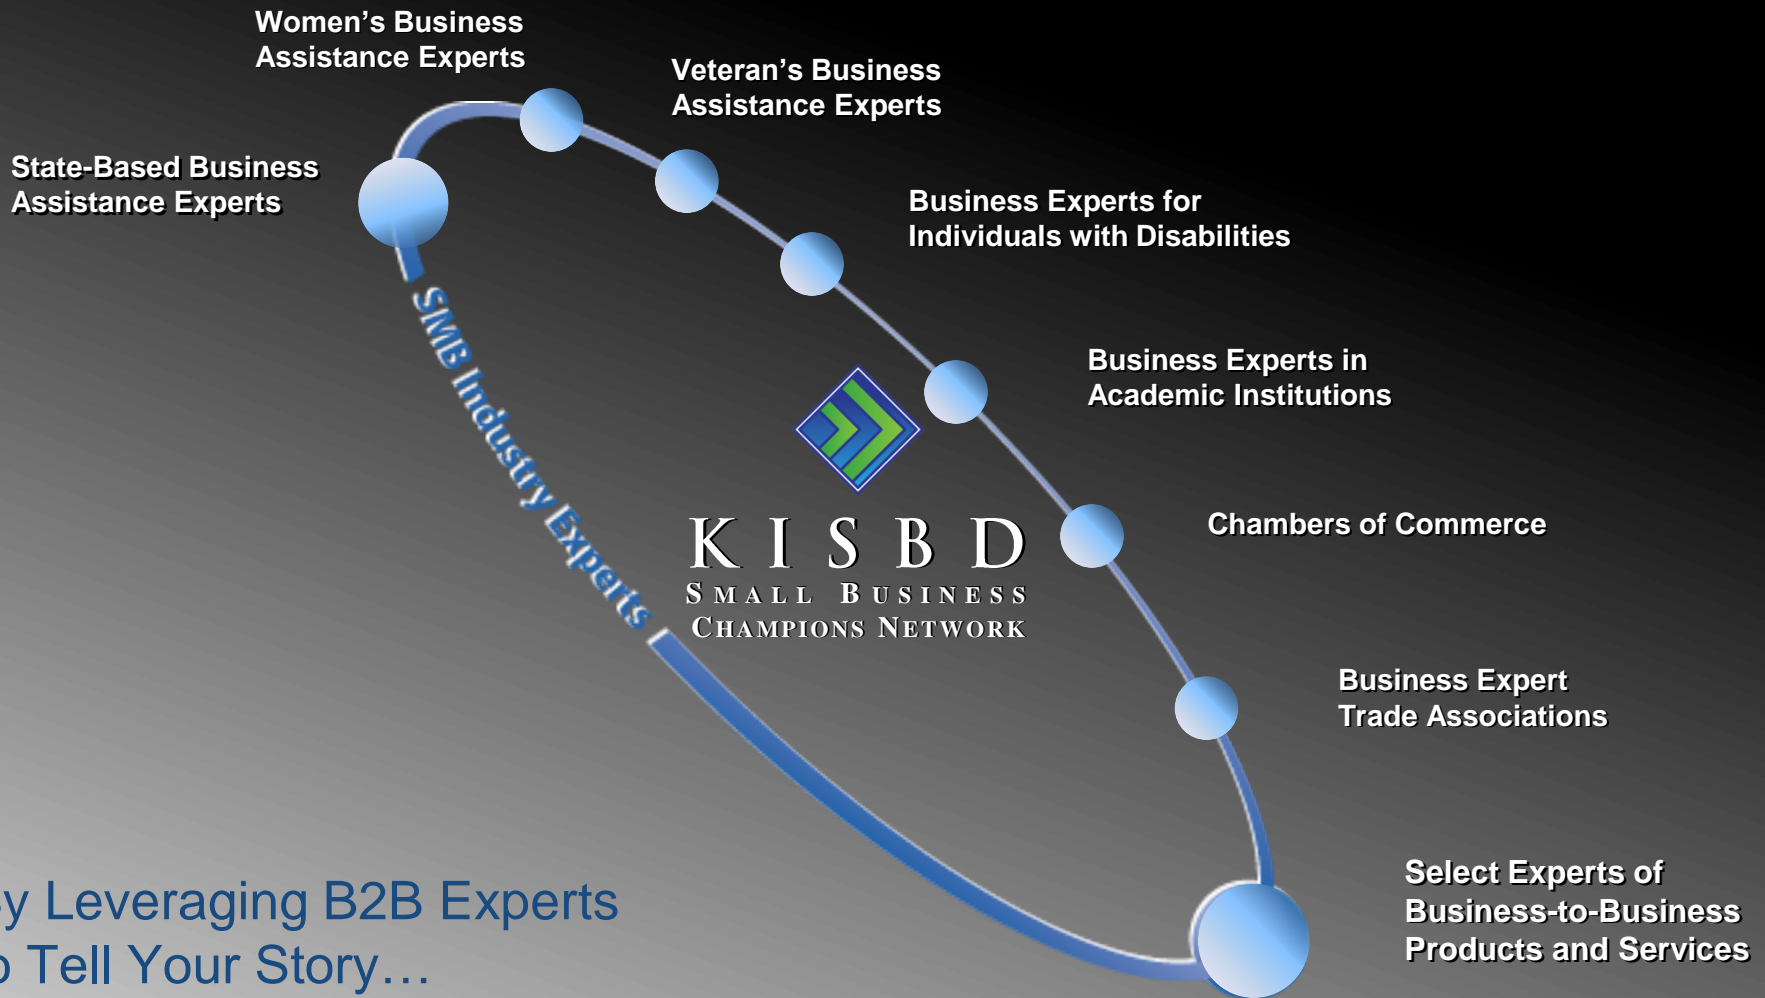 Women’s Business
Assistance Experts
Veteran’s Business
Assistance Experts
State-Based Business
Assistance Experts
Business Experts for
Individuals with Disabilities
SMB Industry Experts
Business Experts in
Academic Institutions
KISBD
SMALL BUSINESS
CHAMPIONS NETWORK
Chambers of Commerce
Business Expert
Trade Associations
Select Experts of
Business-to-Business
Products and Services
Leveraging B2B Experts
Tell Your Story…